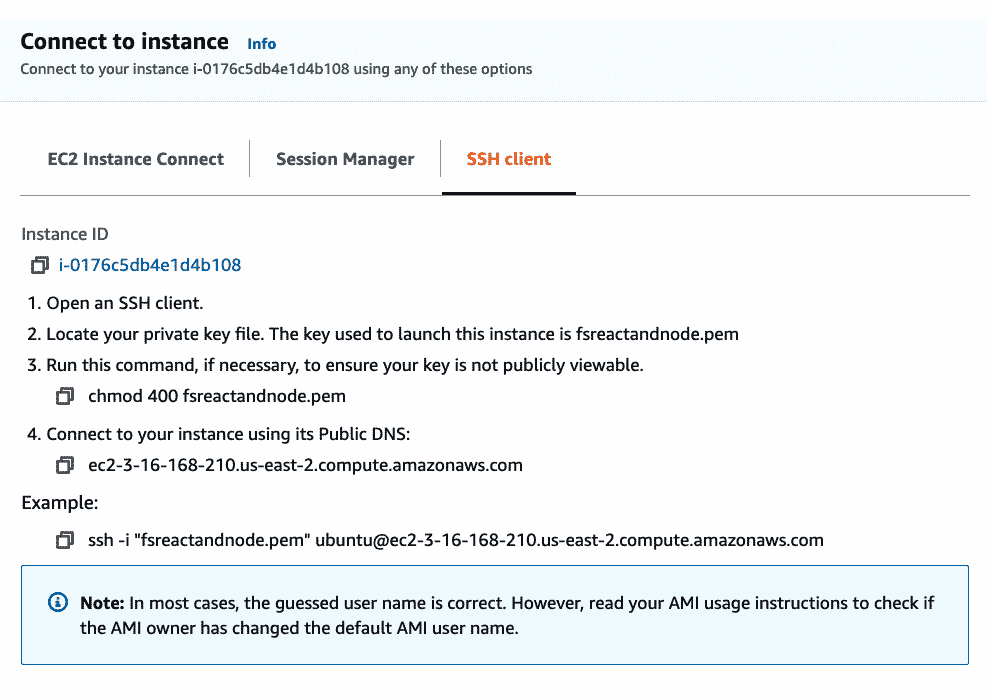 Connect to instance Info
Connect to your instance i-0176c5db4e1d4b108 using any of these options
EC2 Instance Connect Session Manager SSH client
Instance ID
i-0176c5db4e1d4b108
1. Open an SSH client.
2. Locate your private key file. The key used to launch this instance is fsreactandnode.pem
3. Run this command, if necessary, to ensure your key is not publicly viewable.
chmod 400 fsreactandnode.pem
4. Connect to your instance using its Public DNS:
ec2-3-16-168-210.us-east-2.compute.amazonaws.com
Example:
ssh -i "fsreactandnode.pem" ubuntu@ec2-3-16-168-210.us-east-2.compute.amazonaws.com
Note: In most cases, the guessed user name is correct. However, read your AMI usage instructions to check if
the AMI owner has changed the default AMI user name.